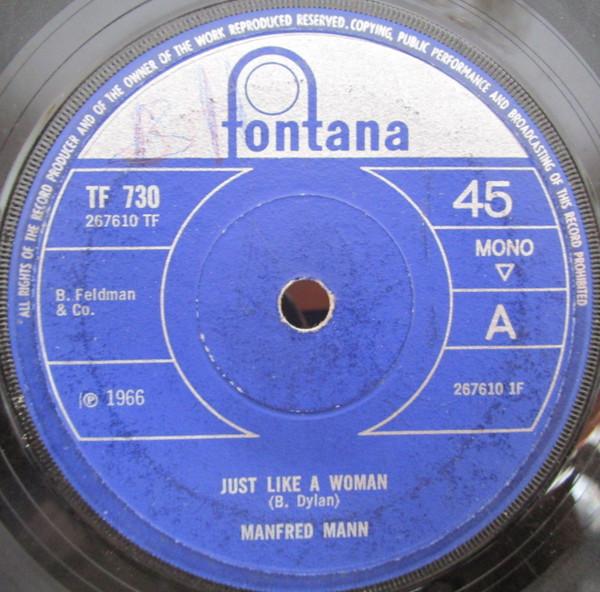 ALL RIGHTS OF THE RECORD PRODUCER AND OF THE OWNER OF THE WORK REPRODUCED RESERVED. COPYING, PUBLIC PERFORMANCE AND BROADCASTING OF THIS RECORD PROHIBITED.
fontana
TF 730
267610 TF
45
MONO
B. Feldman
& Co.
A
℗ 1966
267610 1F
JUST LIKE A WOMAN
(B. Dylan)
MANFRED MANN